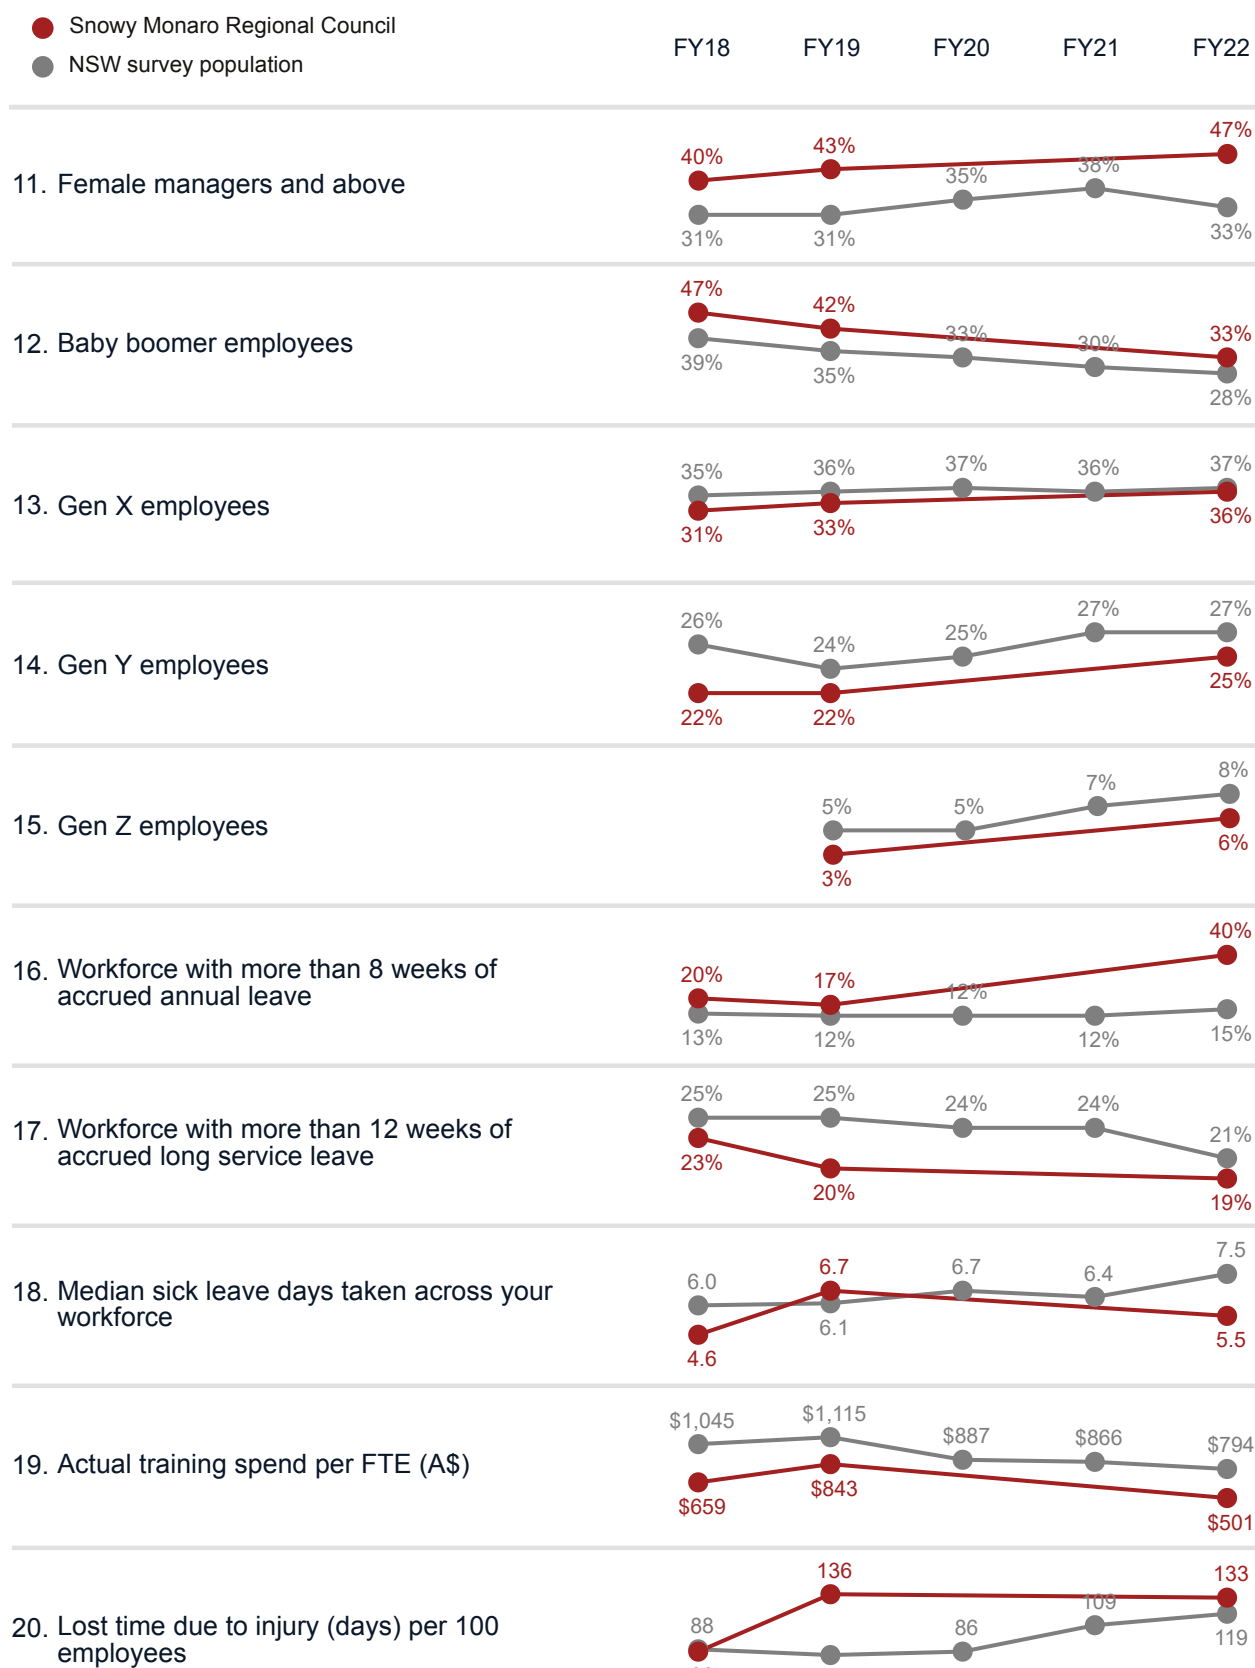 Snowy Monaro Regional Council
NSW survey population
FY18 FY19 FY20 FY21 FY22
11. Female managers and above
40% 43% 47%
35% 38%
31% 31% 33%
12. Baby boomer employees
47% 42%
33% 30% 33%
39% 35% 28%
13. Gen X employees
35% 36% 37% 36% 37%
31% 33% 36%
14. Gen Y employees
26% 24% 25% 27% 27%
22% 22% 25%
15. Gen Z employees
5% 5% 7% 8%
3% 6%
16. Workforce with more than 8 weeks of
accrued annual leave
20% 17% 40%
12%
13% 12% 12% 15%
17. Workforce with more than 12 weeks of
accrued long service leave
25% 25% 24% 24% 21%
23% 20% 19%
18. Median sick leave days taken across your
workforce
6.0 6.7 6.7 6.4 7.5
4.6 6.1 5.5
19. Actual training spend per FTE (A$)
$1,045 $1,115 $887 $866 $794
$659 $843 $501
20. Lost time due to injury (days) per 100
employees
136 133
88 86 109 119